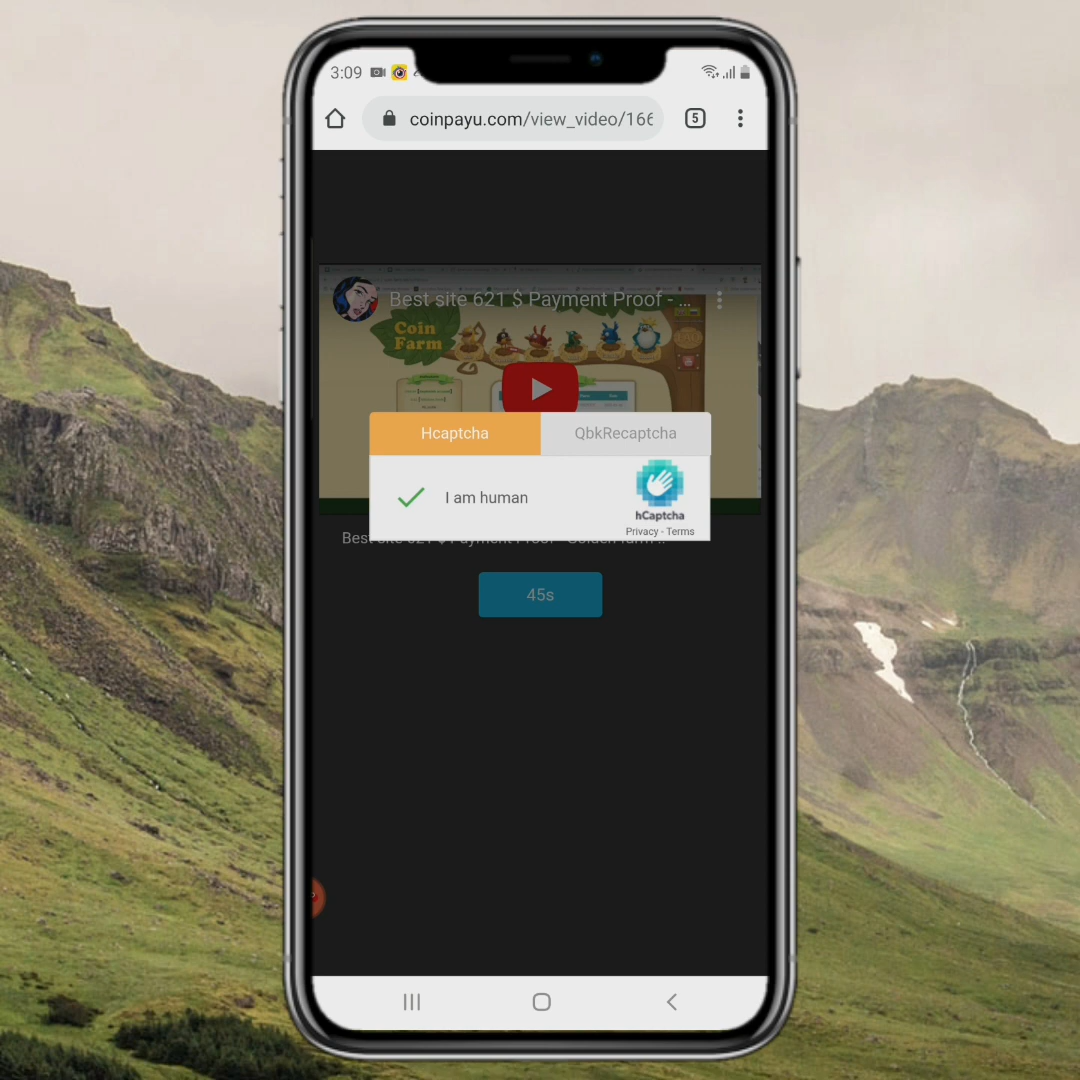 3:09
5
coinpayu.com/view_video/166
Best site 621 $ Payment Proof - ...
Coin
Farm
Hcaptcha
QbkRecaptcha
I am human
hCaptcha
Privacy - Terms
45s